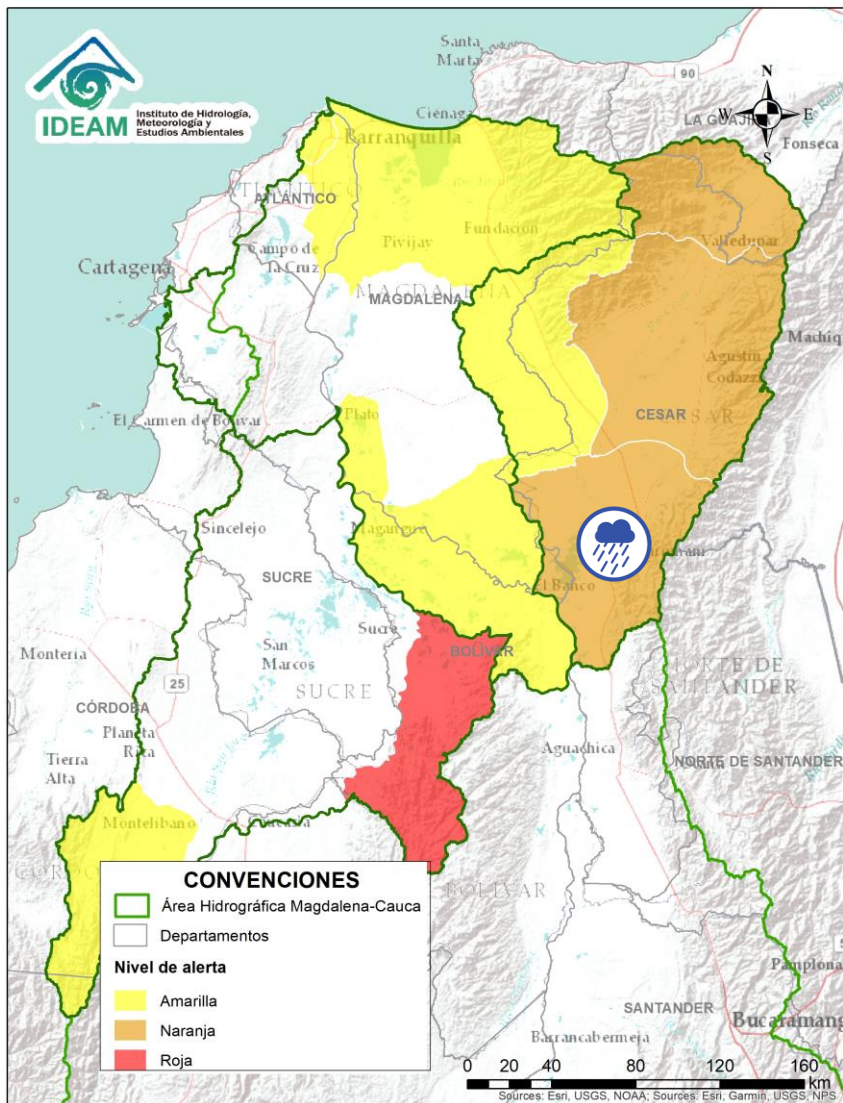 IDEAM
Instituto de Hidrología,
Meteorología y
Estudios Ambientales
Santa
Marta
90
N
W
E
S
LA GUAJI
Fonseca
Ciénaga
Barranquilla
ATLÁNTICO
Campo de
la Cruz
Pivijay
Fundación
Valledupar
Cartagena
MAGDALENA
Machiq
Agustín
Codazzi
CESAR
El Carmen de Bolívar
Plato
Sincelejo
Magangué
El Banco
SUCRE
Sucre
BOLÍVAR
San
Marcos
SUCRE
Montería
25
CÓRDOBA
Planeta
Rica
Tierra
Alta
NORTE DE
SANTANDER
Aguachica
NORTE DE SANTANDER
Montelíbano
BOLÍVAR
CONVENCIONES
Área Hidrográfica Magdalena-Cauca
Departamentos
Nivel de alerta
Amarilla
Naranja
Roja
Pamplona
SANTANDER
Bucaramang
Barrancabermeja
0 20 40 80 120 160
km
Sources: Esri, USGS, NOAA; Sources: Esri, Garmin, USGS, NPS